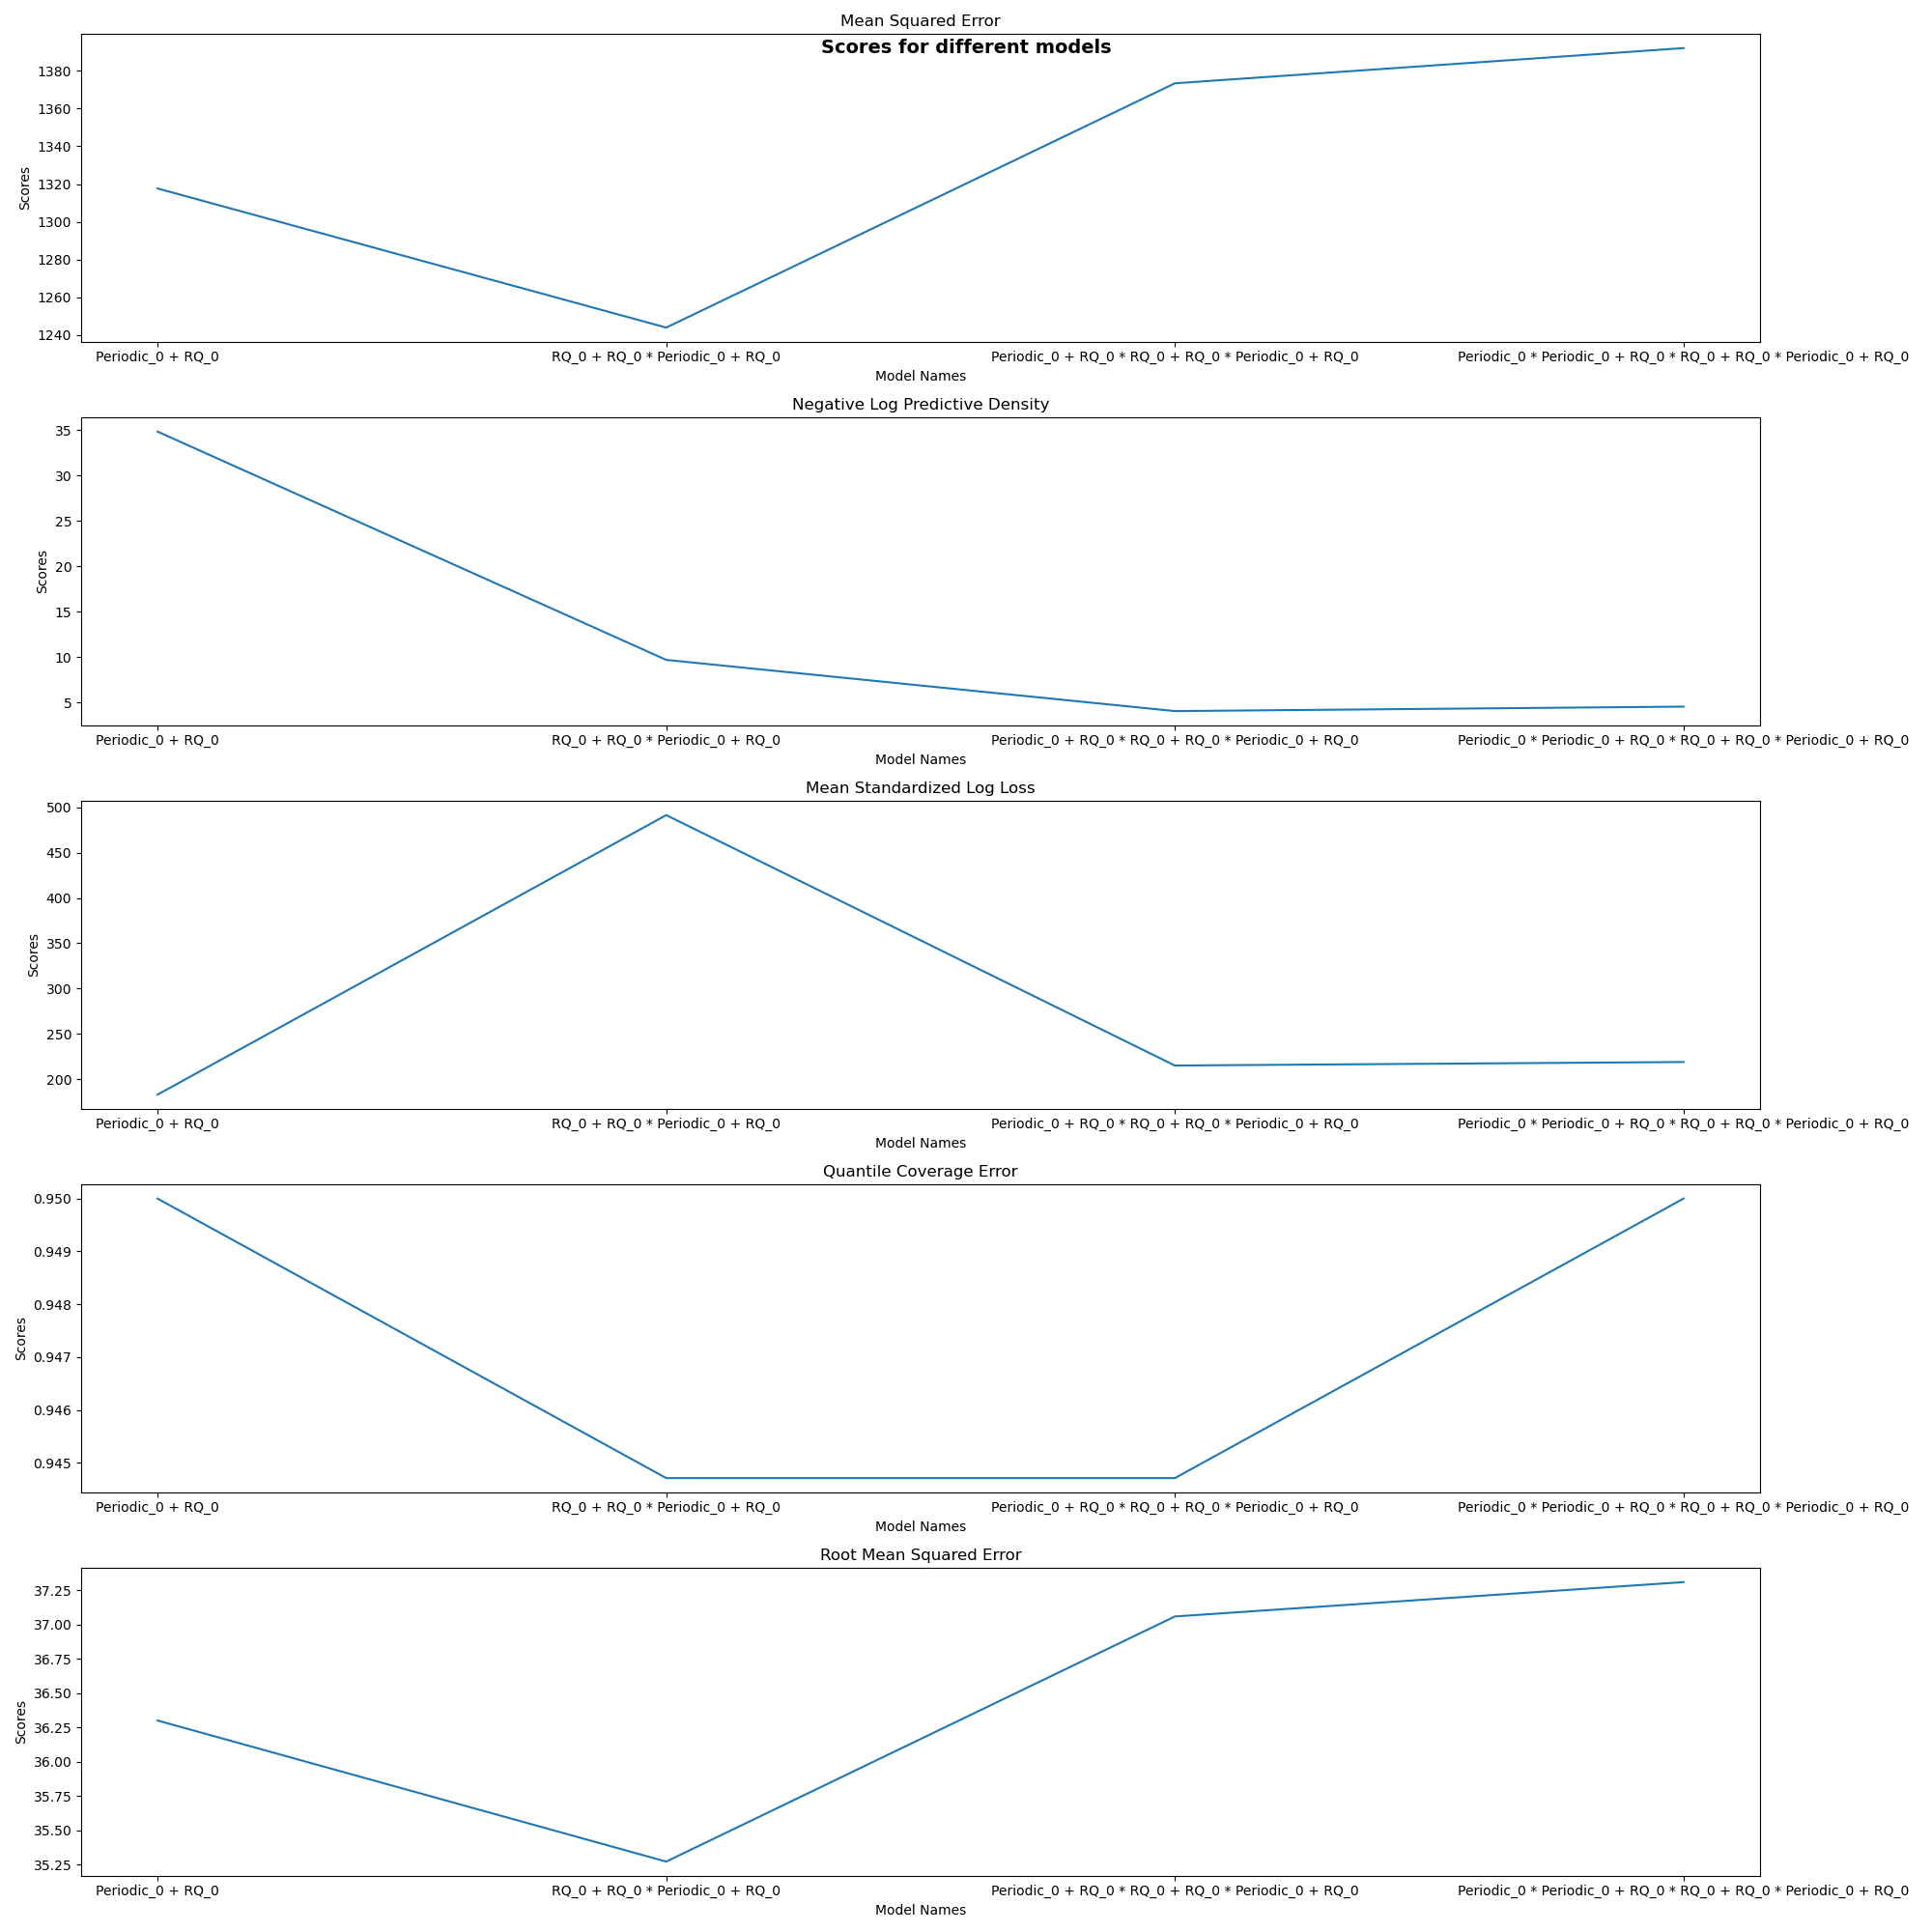 Mean Squared Error
Scores for different models
1380
1360
1340
1320
1300
1280
1260
1240
Scores
Periodic_0 + RQ_0
RQ_0 + RQ_0 * Periodic_0 + RQ_0
Periodic_0 + RQ_0 * RQ_0 + RQ_0 * Periodic_0 + RQ_0
Periodic_0 * Periodic_0 + RQ_0 * RQ_0 + RQ_0 * Periodic_0 + RQ_0
Model Names
Negative Log Predictive Density
35
30
25
20
15
10
5
Scores
Periodic_0 + RQ_0
RQ_0 + RQ_0 * Periodic_0 + RQ_0
Periodic_0 + RQ_0 * RQ_0 + RQ_0 * Periodic_0 + RQ_0
Periodic_0 * Periodic_0 + RQ_0 * RQ_0 + RQ_0 * Periodic_0 + RQ_0
Model Names
Mean Standardized Log Loss
500
450
400
350
300
250
200
Scores
Periodic_0 + RQ_0
RQ_0 + RQ_0 * Periodic_0 + RQ_0
Periodic_0 + RQ_0 * RQ_0 + RQ_0 * Periodic_0 + RQ_0
Periodic_0 * Periodic_0 + RQ_0 * RQ_0 + RQ_0 * Periodic_0 + RQ_0
Model Names
Quantile Coverage Error
0.950
0.949
0.948
0.947
0.946
0.945
Scores
Periodic_0 + RQ_0
RQ_0 + RQ_0 * Periodic_0 + RQ_0
Periodic_0 + RQ_0 * RQ_0 + RQ_0 * Periodic_0 + RQ_0
Periodic_0 * Periodic_0 + RQ_0 * RQ_0 + RQ_0 * Periodic_0 + RQ_0
Model Names
Root Mean Squared Error
37.25
37.00
36.75
36.50
36.25
36.00
35.75
35.50
35.25
Scores
Periodic_0 + RQ_0
RQ_0 + RQ_0 * Periodic_0 + RQ_0
Periodic_0 + RQ_0 * RQ_0 + RQ_0 * Periodic_0 + RQ_0
Periodic_0 * Periodic_0 + RQ_0 * RQ_0 + RQ_0 * Periodic_0 + RQ_0
Model Names